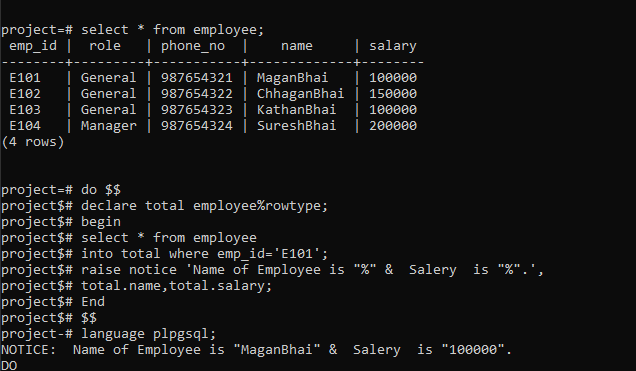 project=# select * from employee;
 emp_id |  role   | phone_no  |    name     | salary
--------+---------+-----------+-------------+--------
 E101   | General | 987654321 | MaganBhai   | 100000
 E102   | General | 987654322 | ChhaganBhai | 150000
 E103   | General | 987654323 | KathanBhai  | 100000
 E104   | Manager | 987654324 | SureshBhai  | 200000
(4 rows)
project=# do $$
project$# declare total employee%rowtype;
project$# begin
project$# select * from employee
project$# into total where emp_id='E101';
project$# raise notice 'Name of Employee is "%" &  Salery  is "%".',
project$# total.name,total.salary;
project$# End
project$# $$
project-# language plpgsql;
NOTICE:  Name of Employee is "MaganBhai" &  Salery  is "100000".
DO